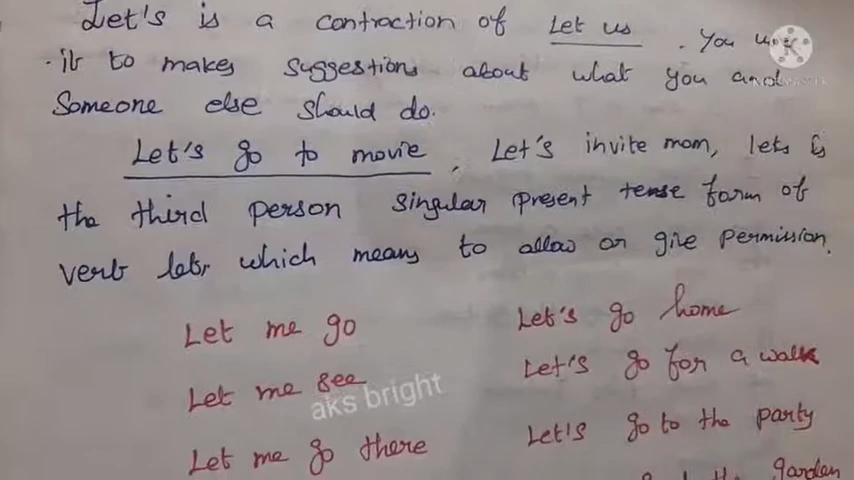 Let's is a contraction of Let us . You use
it to makes suggestions about what you and
Someone else should do.
Let's go to movie , Let's invite mom, lets is
the third person singular present tense form of
verb let, which means to allow or give permission.
Let me go
Let me see
Let me go there
Let's go home
Let's go for a walk
Let's go to the party
the garden
aks bright